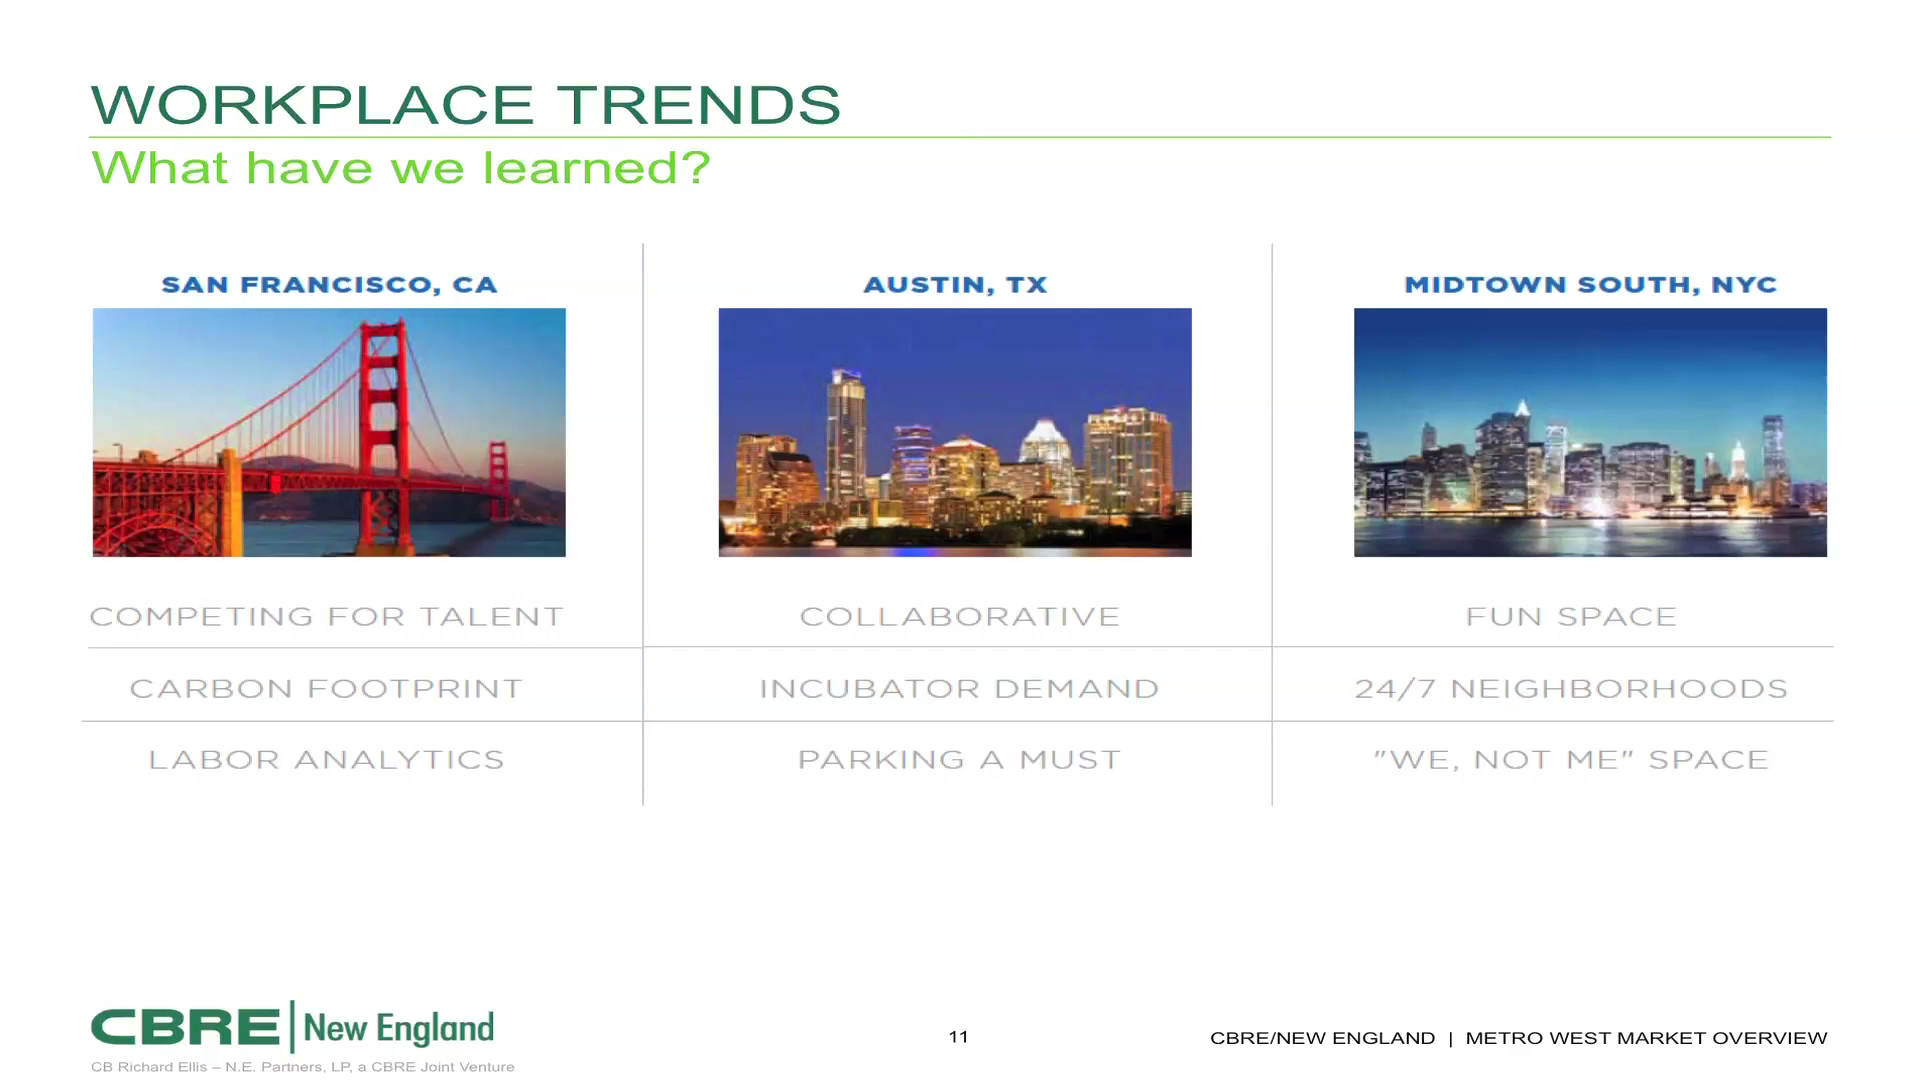 WORKPLACE TRENDS
What have we learned?
SAN FRANCISCO, CA
COMPETING FOR TALENT
CARBON FOOTPRINT
LABOR ANALYTICS
AUSTIN, TX
COLLABORATIVE
INCUBATOR DEMAND
PARKING A MUST
MIDTOWN SOUTH, NYC
FUN SPACE
24/7 NEIGHBORHOODS
"WE, NOT ME" SPACE
CBRE | New England
CB Richard Ellis – N.E. Partners, LP, a CBRE Joint Venture
11
CBRE/NEW ENGLAND | METRO WEST MARKET OVERVIEW